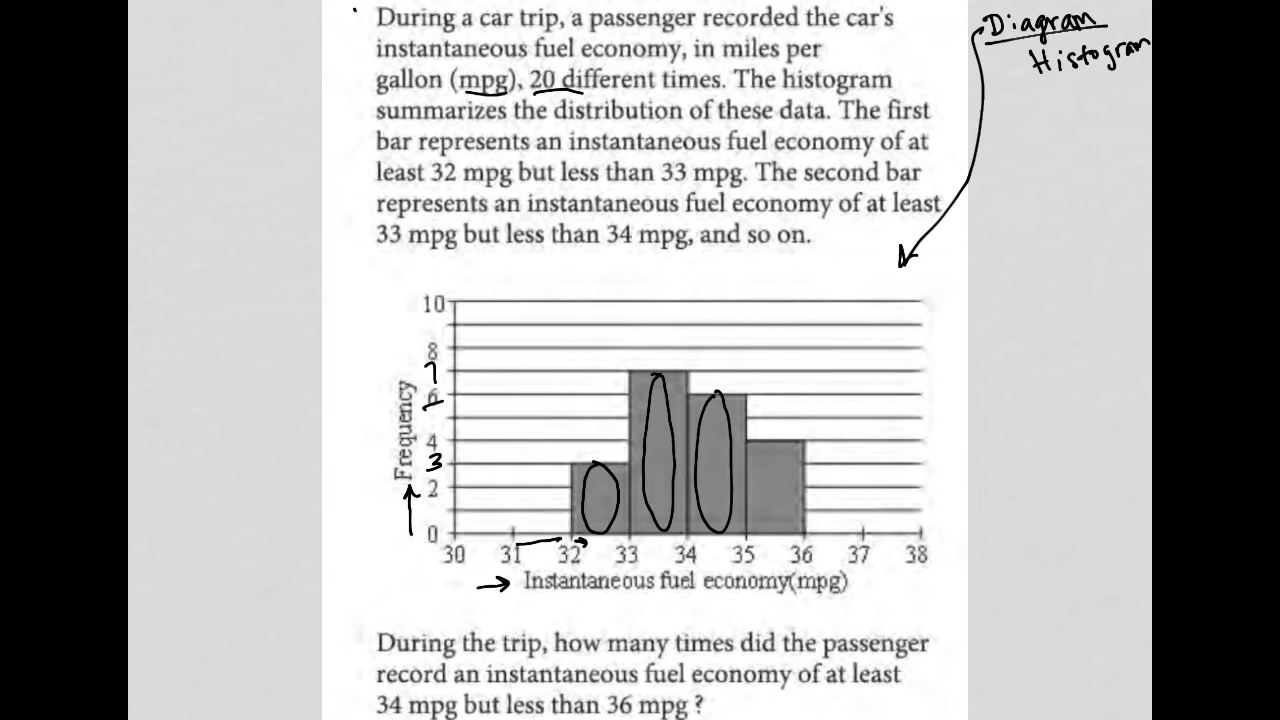 During a car trip, a passenger recorded the car's
instantaneous fuel economy, in miles per
gallon (mpg), 20 different times. The histogram
summarizes the distribution of these data. The first
bar represents an instantaneous fuel economy of at
least 32 mpg but less than 33 mpg. The second bar
represents an instantaneous fuel economy of at least
33 mpg but less than 34 mpg, and so on.
Diagram
Histogram
10
8
7
6
4
3
2
0
Frequency
30 31 32 33 34 35 36 37 38
Instantaneous fuel economy(mpg)
During the trip, how many times did the passenger
record an instantaneous fuel economy of at least
34 mpg but less than 36 mpg ?